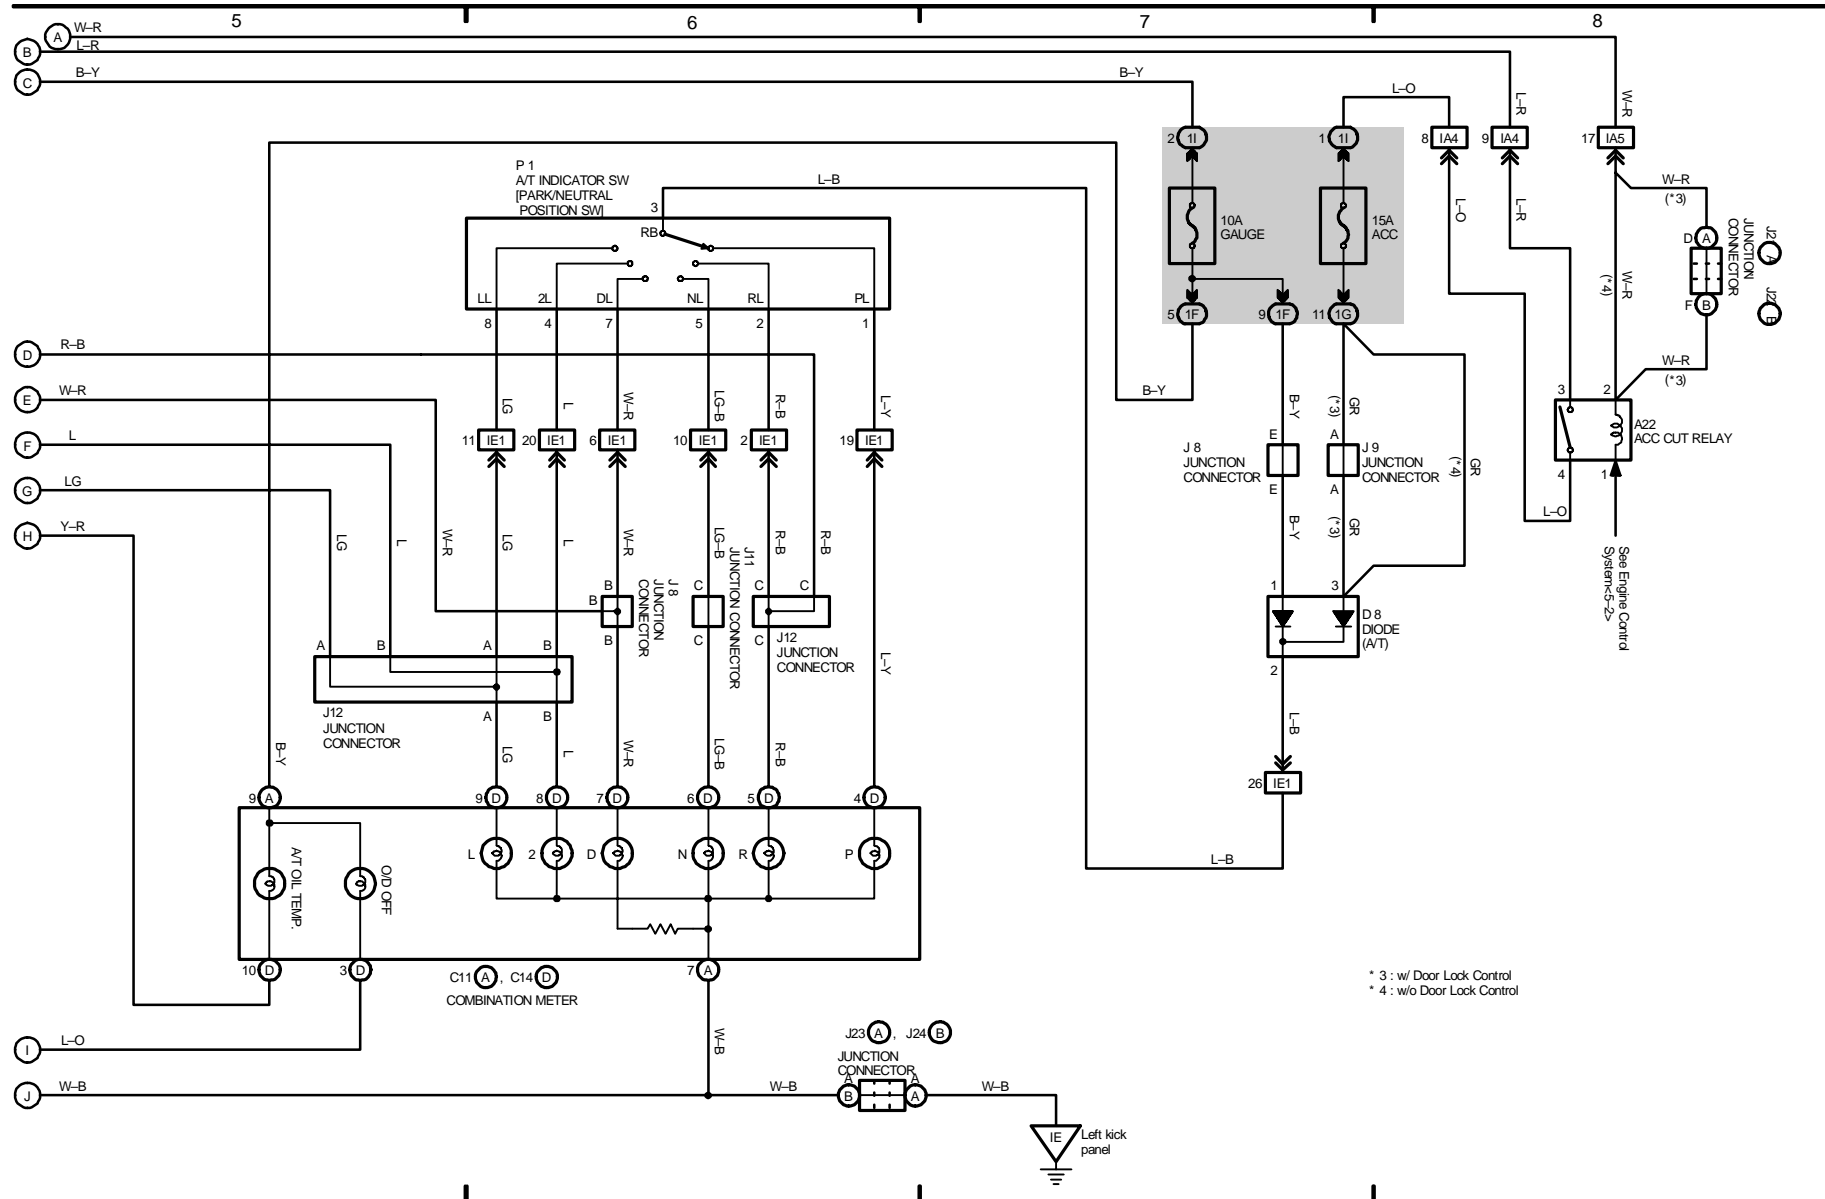 5 6 7 8
A W–R
B L–R
C B–Y B–Y
L–O
L–R
W–R
2 1I 1 1I 8 IA4 9 IA4 17 IA5
P 1
A/T INDICATOR SW
[PARK/NEUTRAL
POSITION SW]
3
L–B
RB
10A
GAUGE
15A
ACC
L–O
L–R
W–R
(*3)
W–R
(*4)
D A
F B
JUNCTION
CONNECTOR
A
B
LL 2L DL NL RL PL
8 4 7 5 2 1
5 1F 9 1F 11 1G
W–R
(*3)
D R–B
E W–R
F L
G LG
H Y–R
B–Y
LG L W–R LG–B R–B L–Y
11 IE1 20 IE1 6 IE1 10 IE1 2 IE1 19 IE1
B–Y
GR
(*3)
GR
(*4)
E A
J 8
JUNCTION
CONNECTOR
J 9
JUNCTION
CONNECTOR
E A
B–Y
GR
(*3)
3 2
A22
ACC CUT RELAY
4 1
L–O
See Engine Control
System<5–2>
LG L W–R LG L W–R LG–B R–B R–B
B B B
J 8
JUNCTION
CONNECTOR
C C
J11
JUNCTION CONNECTOR
C C C
J12
JUNCTION
CONNECTOR
L–Y
1 3
D 8
DIODE
(A/T)
2
L–B
26 IE1
L–B
A B A B
J12
JUNCTION
CONNECTOR
A B
B–Y LG L W–R LG–B R–B
9 A 9 D 8 D 7 D 6 D 5 D 4 D
L 2 D N R P
A/T OIL TEMP.
O/D OFF
10 D 3 D 7 A
C11 A , C14 D
COMBINATION METER
* 3 : w/ Door Lock Control
* 4 : w/o Door Lock Control
I L–O
W–B
J23 A , J24 B
JUNCTION
CONNECTOR
A A
J W–B W–B B A W–B
IE
Left kick
panel